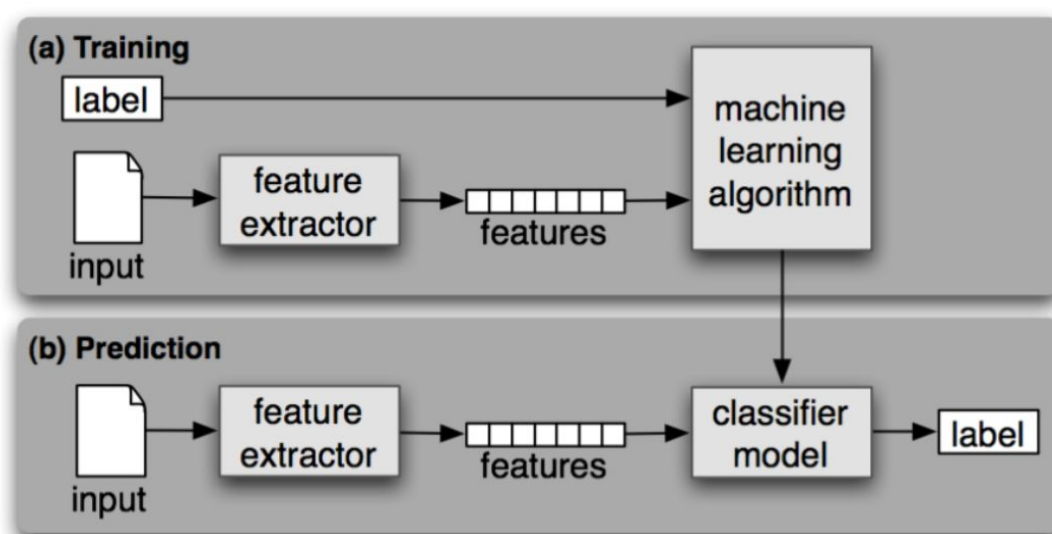 (a) Training
label
machine
learning
algorithm
feature
extractor
features
input
(b) Prediction
feature
extractor
features
input
classifier
model
label